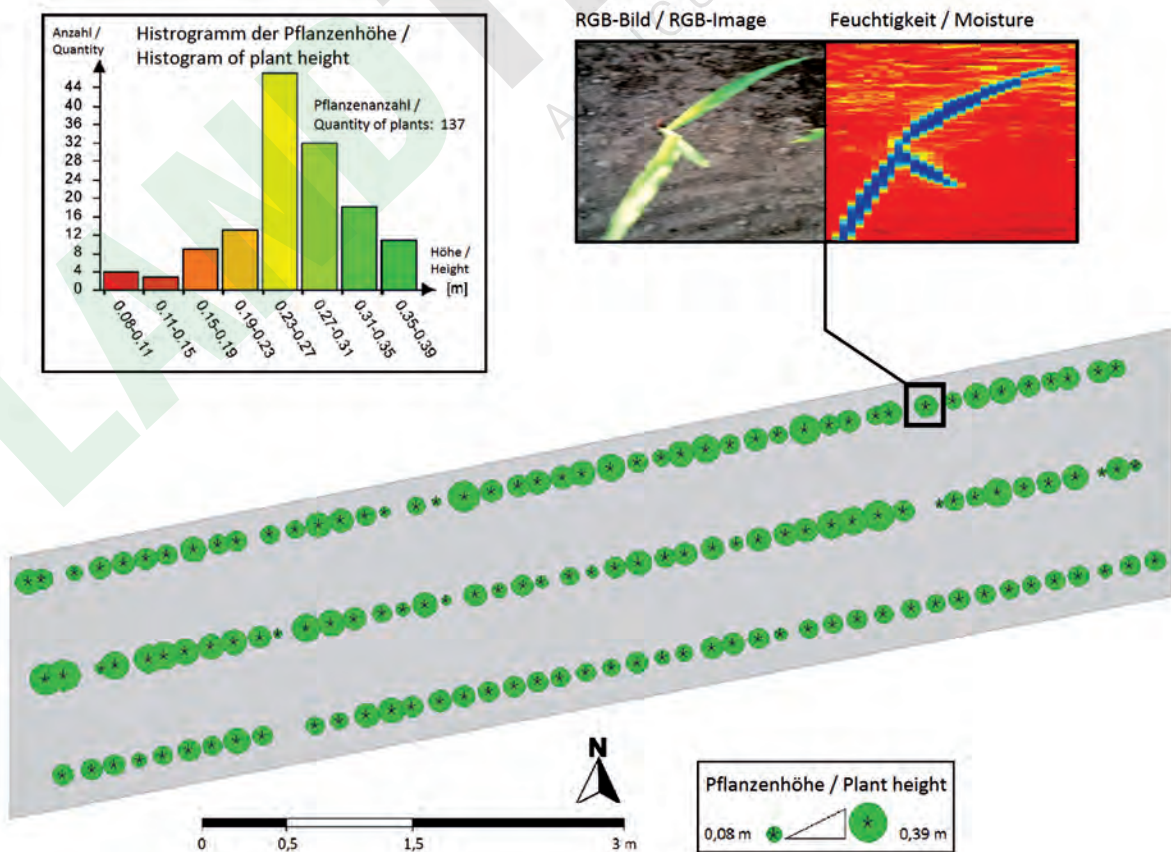 Anzahl /
Quantity
Histrogramm der Pflanzenhöhe /
Histogram of plant height
44
40
36
32
28
24
20
16
12
8
4
0
Pflanzenanzahl /
Quantity of plants: 137
Höhe /
Height
[m]
0.08-0.11
0.11-0.15
0.15-0.19
0.19-0.23
0.23-0.27
0.27-0.31
0.31-0.35
0.35-0.39
RGB-Bild / RGB-Image
Feuchtigkeit / Moisture
N
0
0,5
1,5
3 m
Pflanzenhöhe / Plant height
0,08 m
0,39 m
LANDT